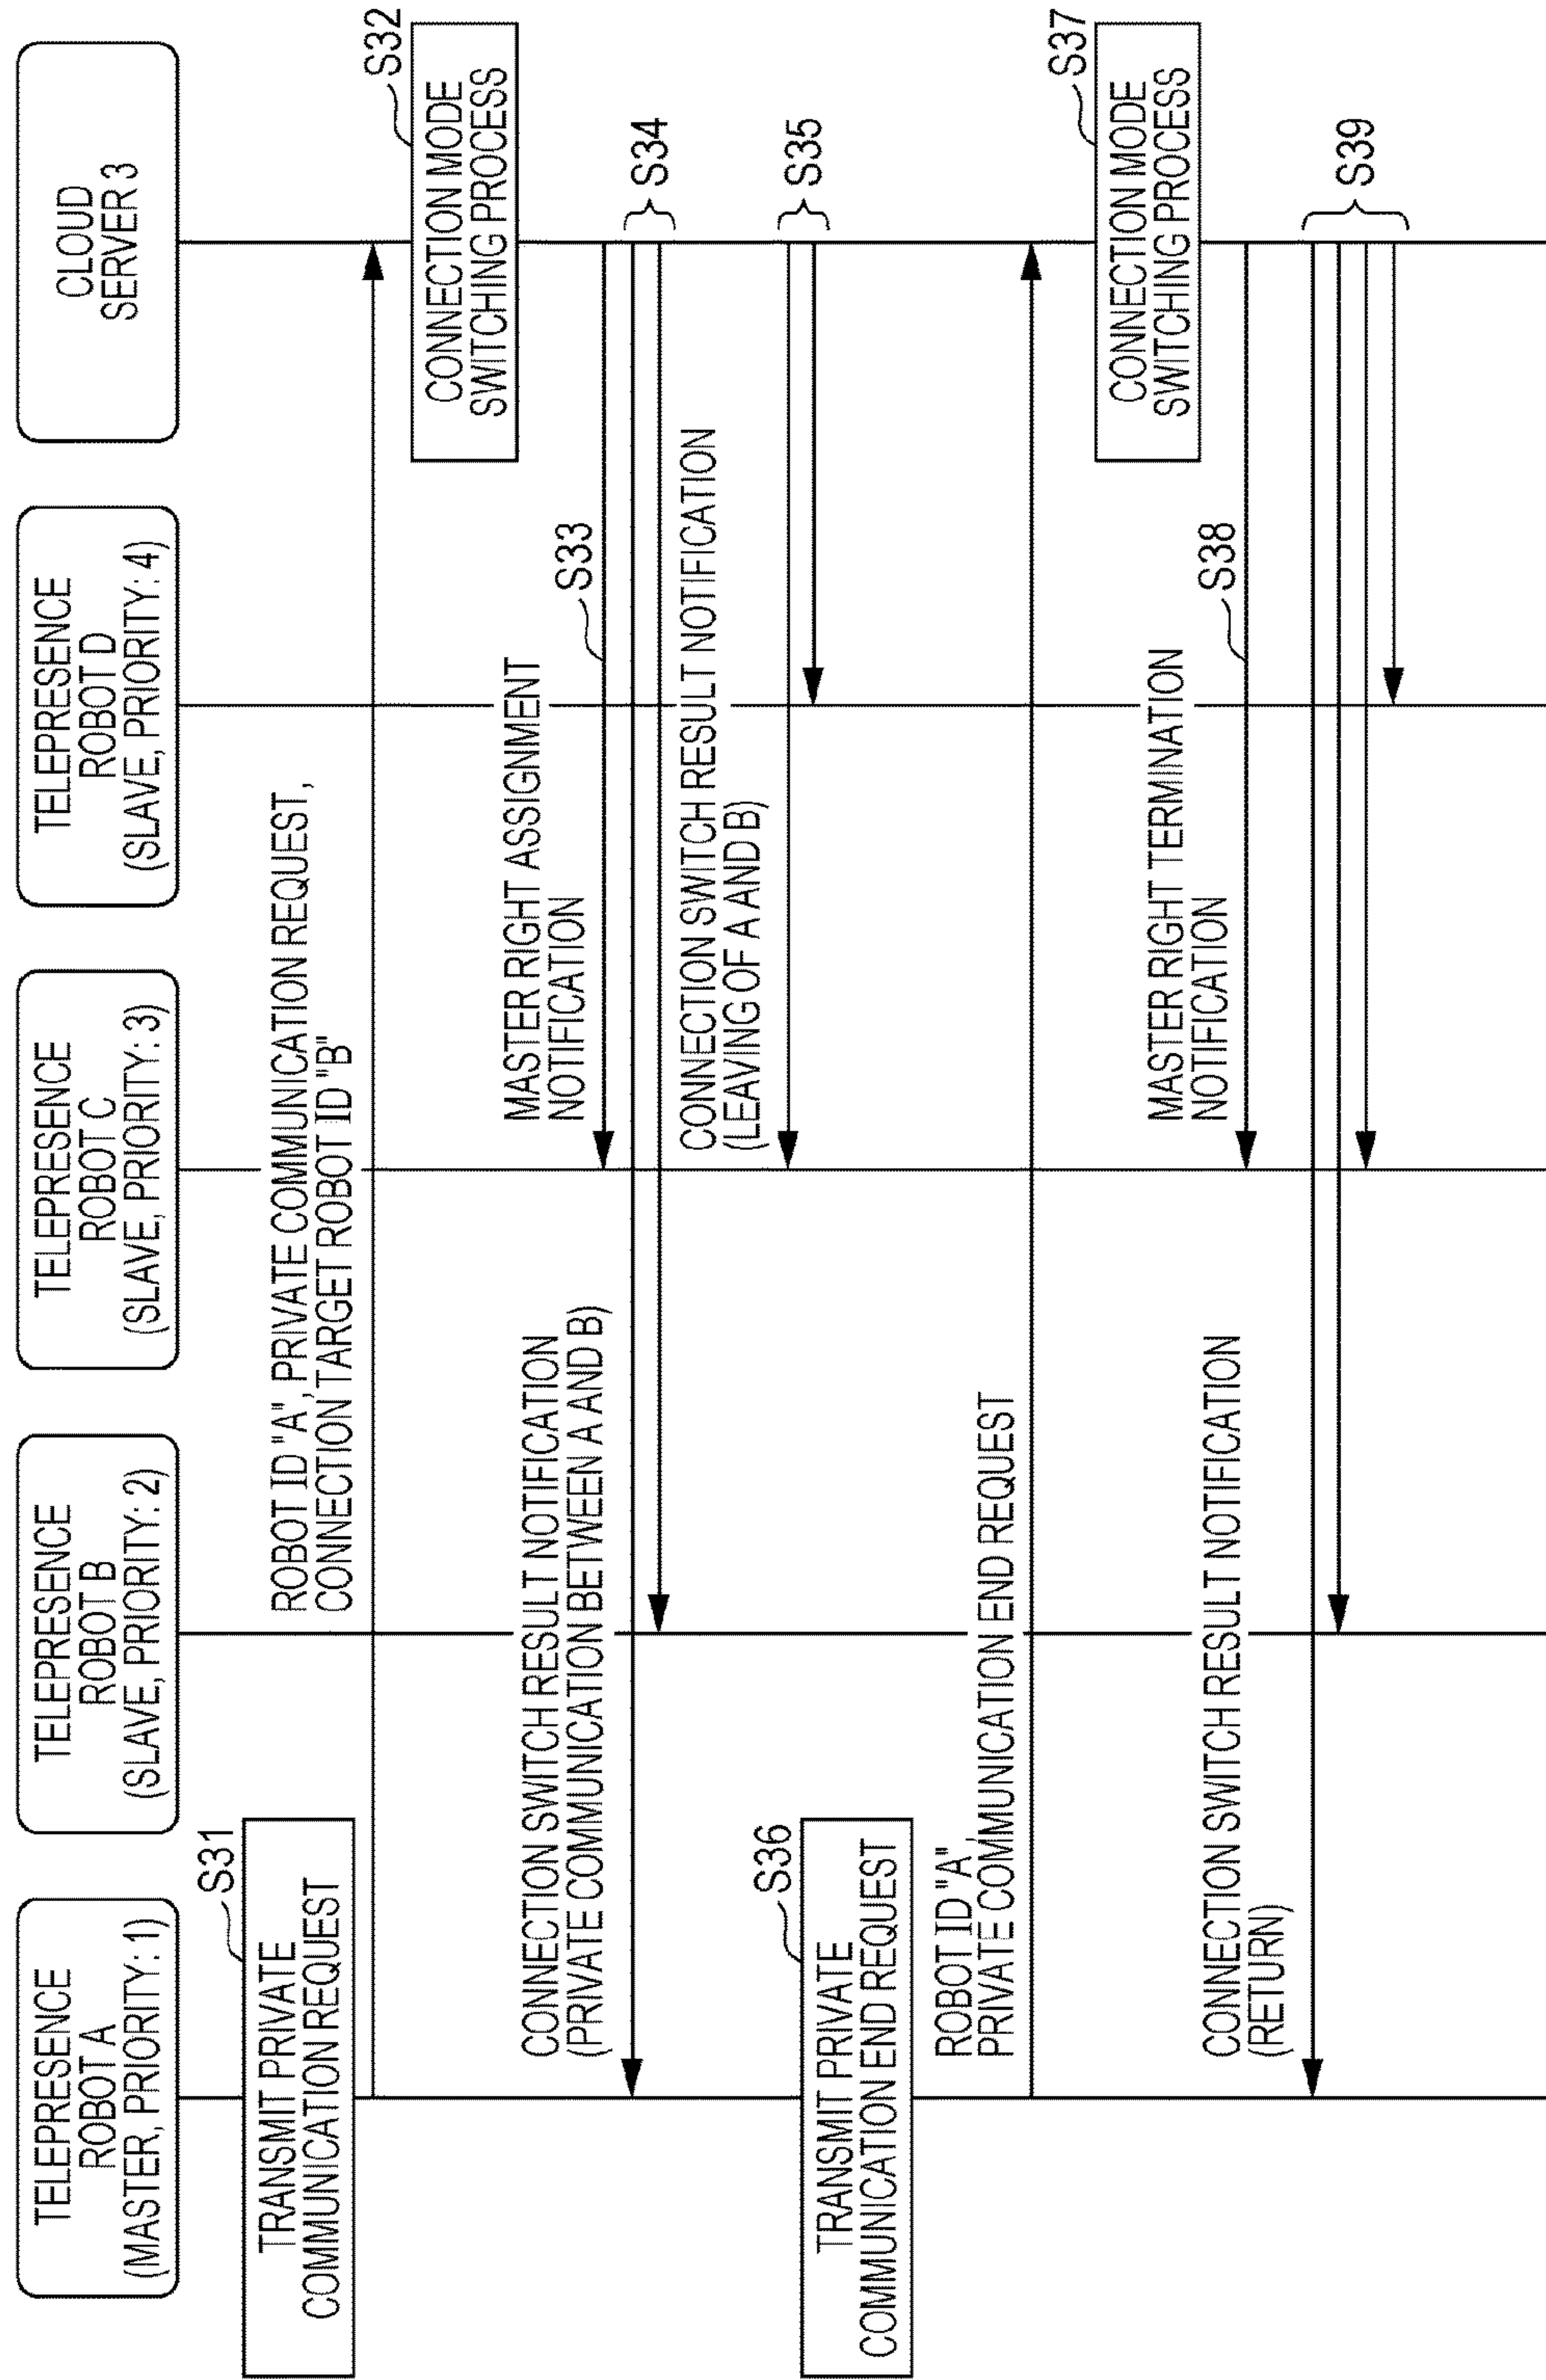 TELEPRESENCE
ROBOT A
(MASTER, PRIORITY: 1)
TELEPRESENCE
ROBOT B
(SLAVE, PRIORITY: 2)
TELEPRESENCE
ROBOT C
(SLAVE, PRIORITY: 3)
TELEPRESENCE
ROBOT D
(SLAVE, PRIORITY: 4)
CLOUD
SERVER 3
S31
TRANSMIT PRIVATE
COMMUNICATION REQUEST
ROBOT ID "A", PRIVATE COMMUNICATION REQUEST,
CONNECTION TARGET ROBOT ID "B"
S32
CONNECTION MODE
SWITCHING PROCESS
MASTER RIGHT ASSIGNMENT
NOTIFICATION
S33
CONNECTION SWITCH RESULT NOTIFICATION
(PRIVATE COMMUNICATION BETWEEN A AND B)
S34
CONNECTION SWITCH RESULT NOTIFICATION
(LEAVING OF A AND B)
S35
S36
TRANSMIT PRIVATE
COMMUNICATION END REQUEST
ROBOT ID "A",
PRIVATE COMMUNICATION END REQUEST
S37
CONNECTION MODE
SWITCHING PROCESS
MASTER RIGHT TERMINATION
NOTIFICATION
S38
CONNECTION SWITCH RESULT NOTIFICATION
(RETURN)
S39